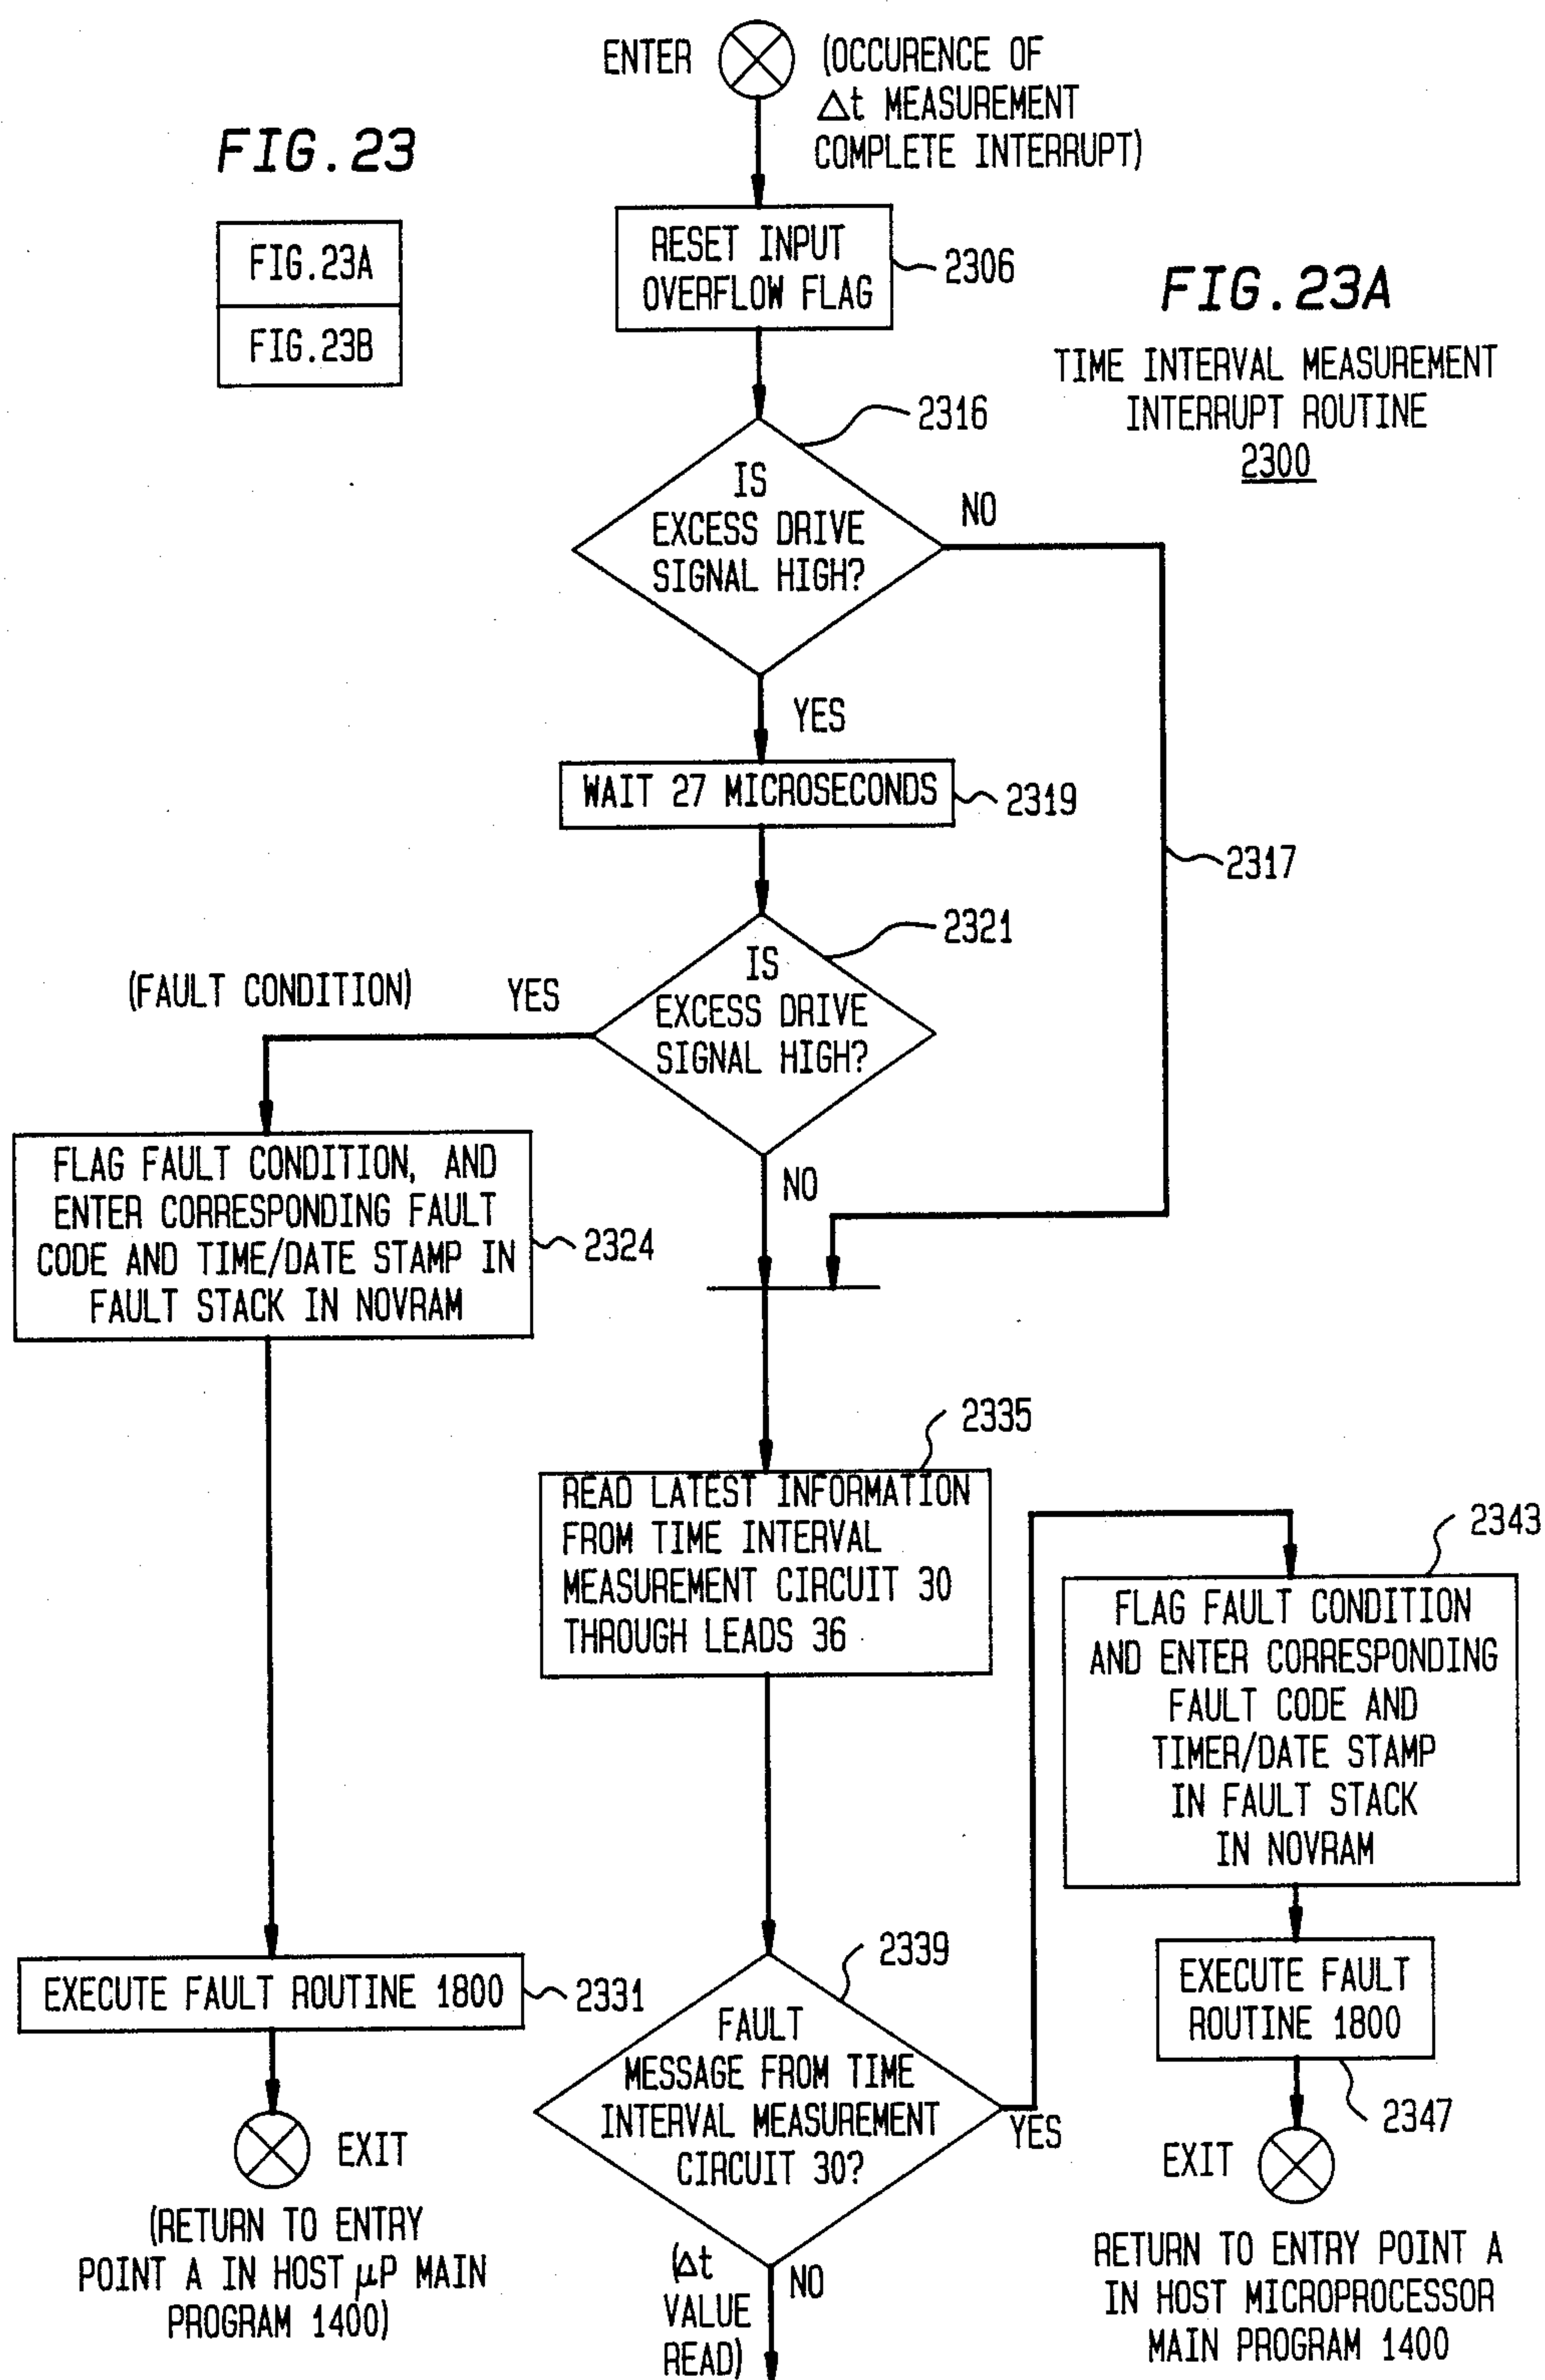 ENTER
(OCCURENCE OF
Δt MEASUREMENT
COMPLETE INTERRUPT)
FIG.23
FIG.23A
FIG.23B
RESET INPUT
OVERFLOW FLAG
2306
FIG.23A
TIME INTERVAL MEASUREMENT
INTERRUPT ROUTINE
2300
2316
IS
EXCESS DRIVE
SIGNAL HIGH?
NO
YES
WAIT 27 MICROSECONDS
2319
2317
2321
IS
EXCESS DRIVE
SIGNAL HIGH?
(FAULT CONDITION)
YES
NO
FLAG FAULT CONDITION, AND
ENTER CORRESPONDING FAULT
CODE AND TIME/DATE STAMP IN
FAULT STACK IN NOVRAM
2324
2335
READ LATEST INFORMATION
FROM TIME INTERVAL
MEASUREMENT CIRCUIT 30
THROUGH LEADS 36
2343
FLAG FAULT CONDITION
AND ENTER CORRESPONDING
FAULT CODE AND
TIMER/DATE STAMP
IN FAULT STACK
IN NOVRAM
EXECUTE FAULT ROUTINE 1800
2331
2339
FAULT
MESSAGE FROM TIME
INTERVAL MEASUREMENT
CIRCUIT 30?
YES
EXECUTE FAULT
ROUTINE 1800
2347
EXIT
(RETURN TO ENTRY
POINT A IN HOST µP MAIN
PROGRAM 1400)
(Δt
VALUE
READ)
NO
EXIT
RETURN TO ENTRY POINT A
IN HOST MICROPROCESSOR
MAIN PROGRAM 1400